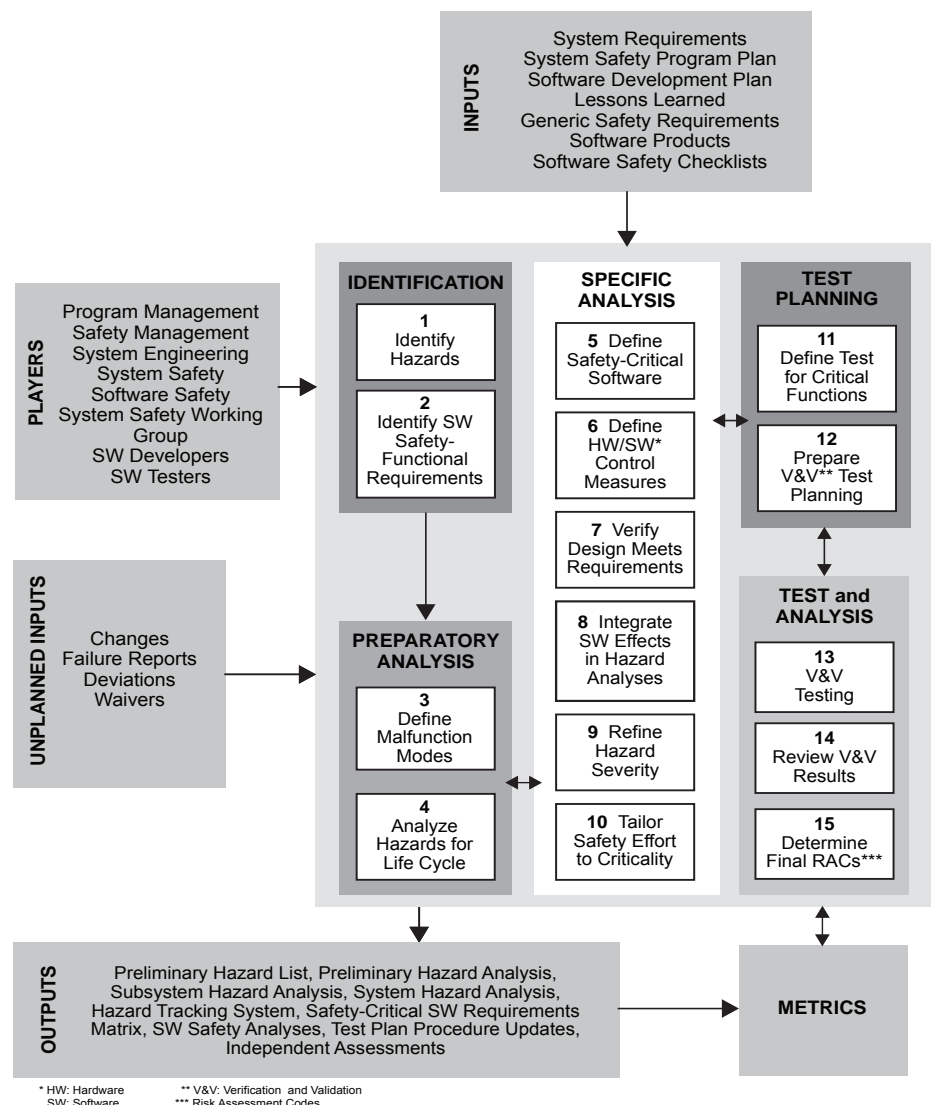 INPUTS
System Requirements
System Safety Program Plan
Software Development Plan
Lessons Learned
Generic Safety Requirements
Software Products
Software Safety Checklists
PLAYERS
Program Management
Safety Management
System Engineering
System Safety
Software Safety
System Safety Working
Group
SW Developers
SW Testers
UNPLANNED INPUTS
Changes
Failure Reports
Deviations
Waivers
IDENTIFICATION
1
Identify
Hazards
2
Identify SW
Safety-
Functional
Requirements
PREPARATORY
ANALYSIS
3
Define
Malfunction
Modes
4
Analyze
Hazards for
Life Cycle
SPECIFIC
ANALYSIS
5 Define
Safety-Critical
Software
6 Define
HW/SW*
Control
Measures
7 Verify
Design Meets
Requirements
8 Integrate
SW Effects
in Hazard
Analyses
9 Refine
Hazard
Severity
10 Tailor
Safety Effort
to Criticality
TEST
PLANNING
11
Define Test
for Critical
Functions
12
Prepare
V&V** Test
Planning
TEST and
ANALYSIS
13
V&V
Testing
14
Review V&V
Results
15
Determine
Final RACs***
OUTPUTS
Preliminary Hazard List, Preliminary Hazard Analysis,
Subsystem Hazard Analysis, System Hazard Analysis,
Hazard Tracking System, Safety-Critical SW Requirements
Matrix, SW Safety Analyses, Test Plan Procedure Updates,
Independent Assessments
METRICS
* HW: Hardware ** V&V: Verification and Validation
SW: Software *** Risk Assessment Codes